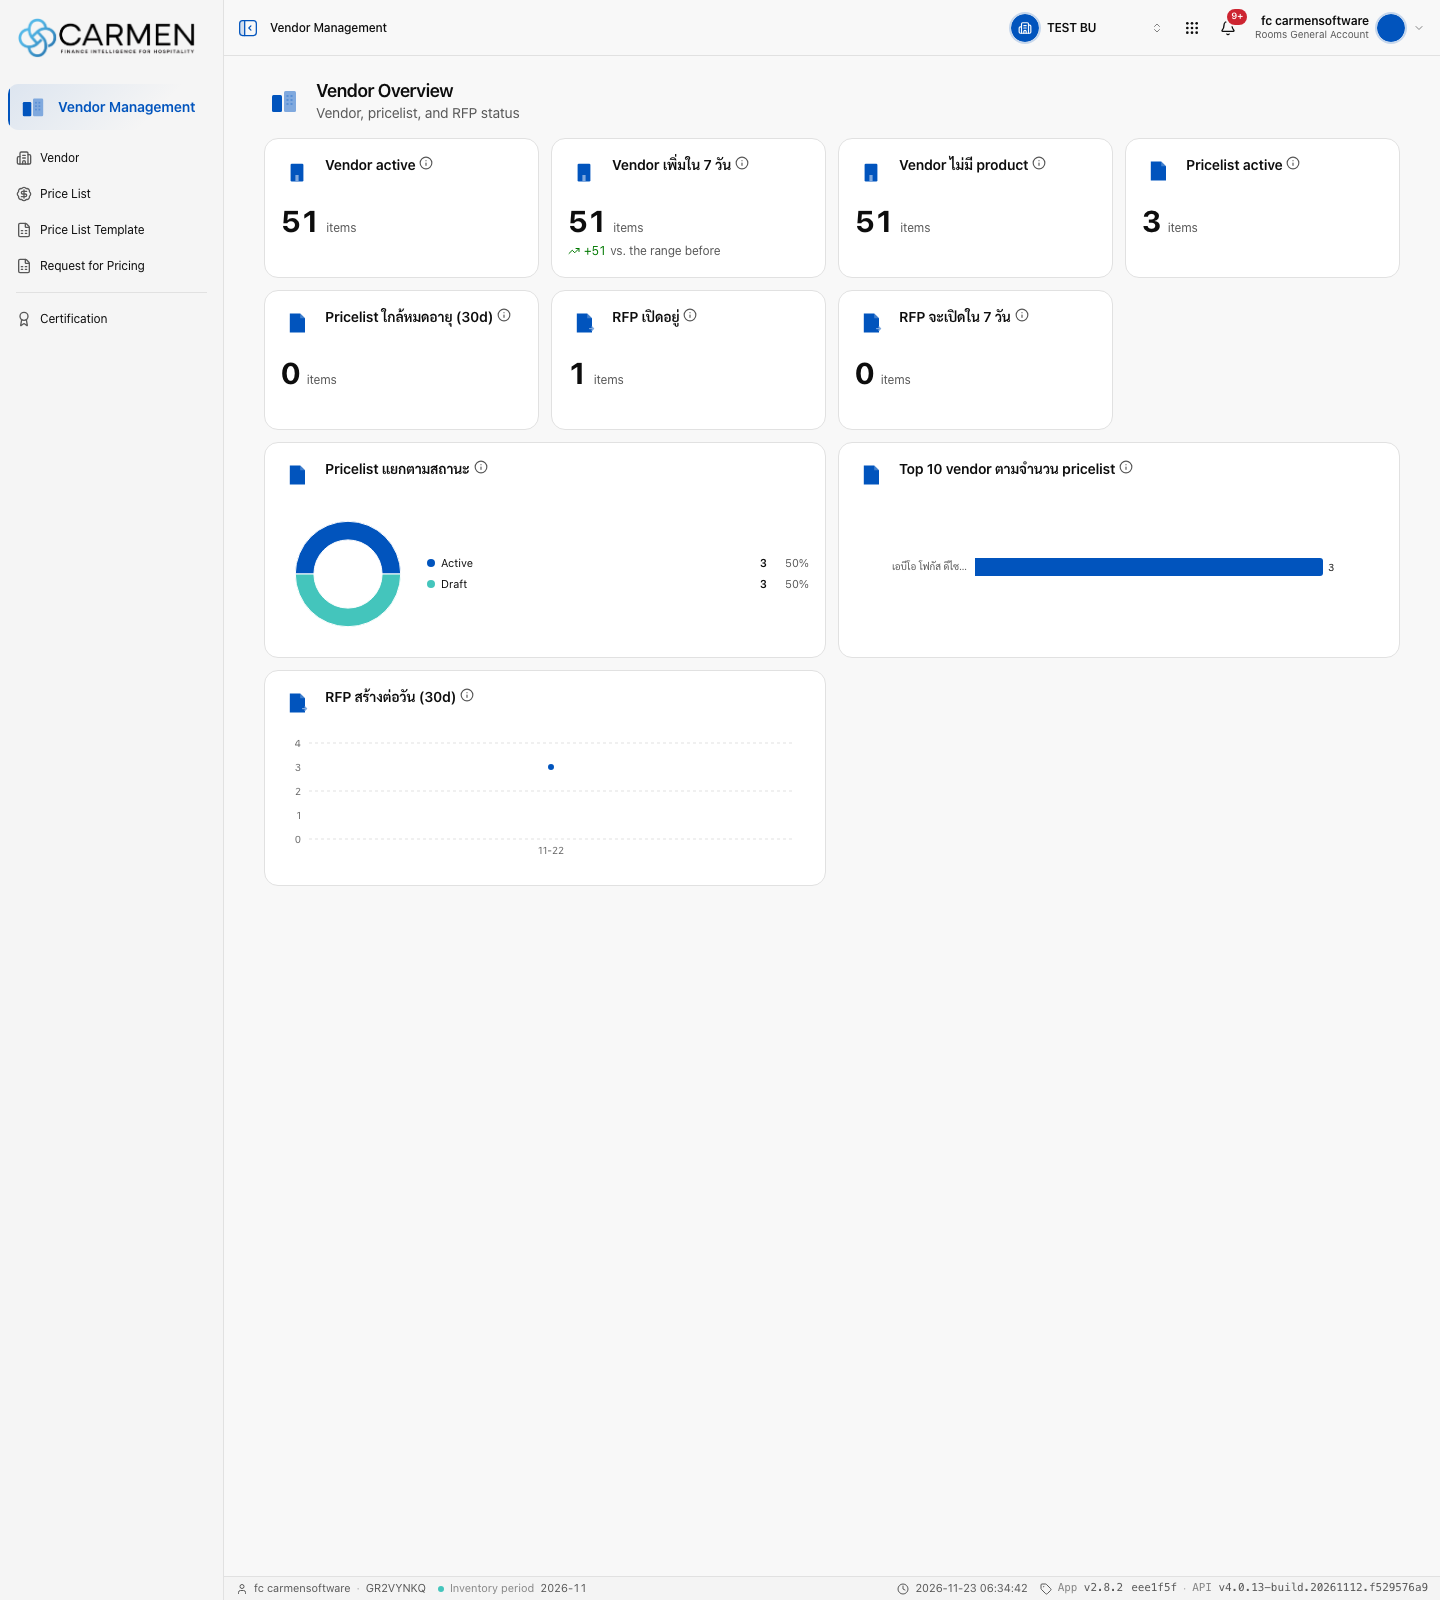 CARMEN
FINANCE INTELLIGENCE FOR HOSPITALITY
Vendor Management
Vendor
Price List
Price List Template
Request for Pricing
Certification
Vendor Management
TEST BU
9+
fc carmensoftware
Rooms General Account
Vendor Overview
Vendor, pricelist, and RFP status
Vendor active
51 items
Vendor เพิ่มใน 7 วัน
51 items
+51 vs. the range before
Vendor ไม่มี product
51 items
Pricelist active
3 items
Pricelist ใกล้หมดอายุ (30d)
0 items
RFP เปิดอยู่
1 items
RFP จะเปิดใน 7 วัน
0 items
Pricelist แยกตามสถานะ
Active 3 50%
Draft 3 50%
Top 10 vendor ตามจำนวน pricelist
เอบีโอ โฟกัส ดีไซ... 3
RFP สร้างต่อวัน (30d)
4
3
2
1
0
11-22
fc carmensoftware · GR2VYNKQ Inventory period 2026-11
2026-11-23 06:34:42 App v2.8.2 eee1f5f · API v4.0.13-build.20261112.f529576a9